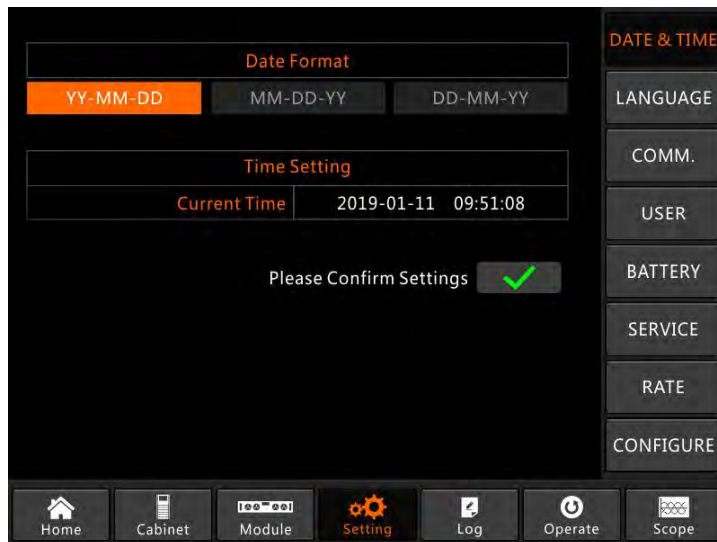 Date Format
YY-MM-DD MM-DD-YY DD-MM-YY
Time Setting
Current Time 2019-01-11 09:51:08
Please Confirm Settings
DATE & TIME
LANGUAGE
COMM.
USER
BATTERY
SERVICE
RATE
CONFIGURE
Home Cabinet Module Setting Log Operate Scope